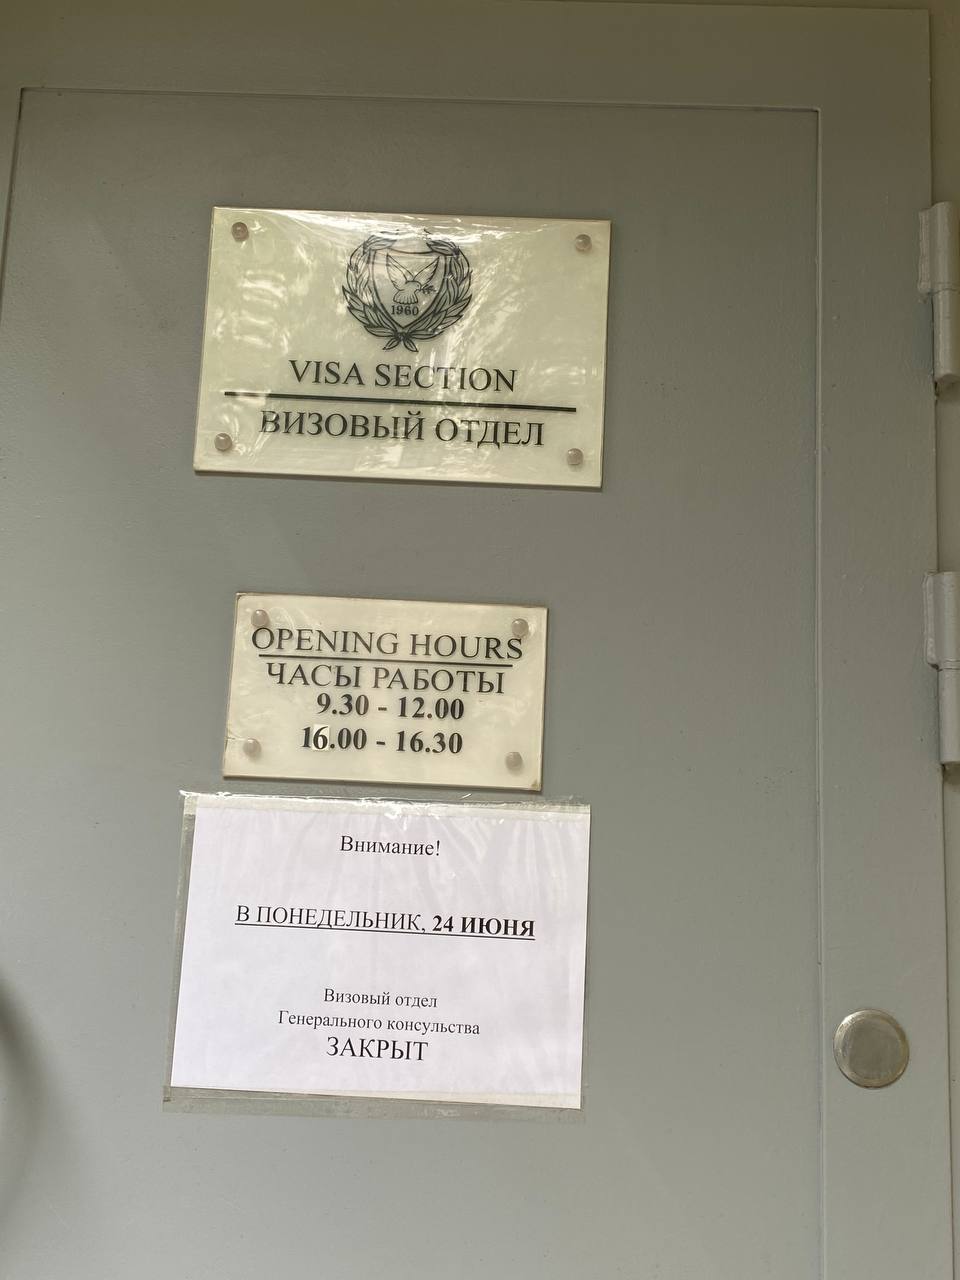 1960
VISA SECTION
ВИЗОВЫЙ ОТДЕЛ
OPENING HOURS
ЧАСЫ РАБОТЫ
9.30 - 12.00
16.00 - 16.30
Внимание!
В ПОНЕДЕЛЬНИК, 24 ИЮНЯ
Визовый отдел
Генерального консульства
ЗАКРЫТ